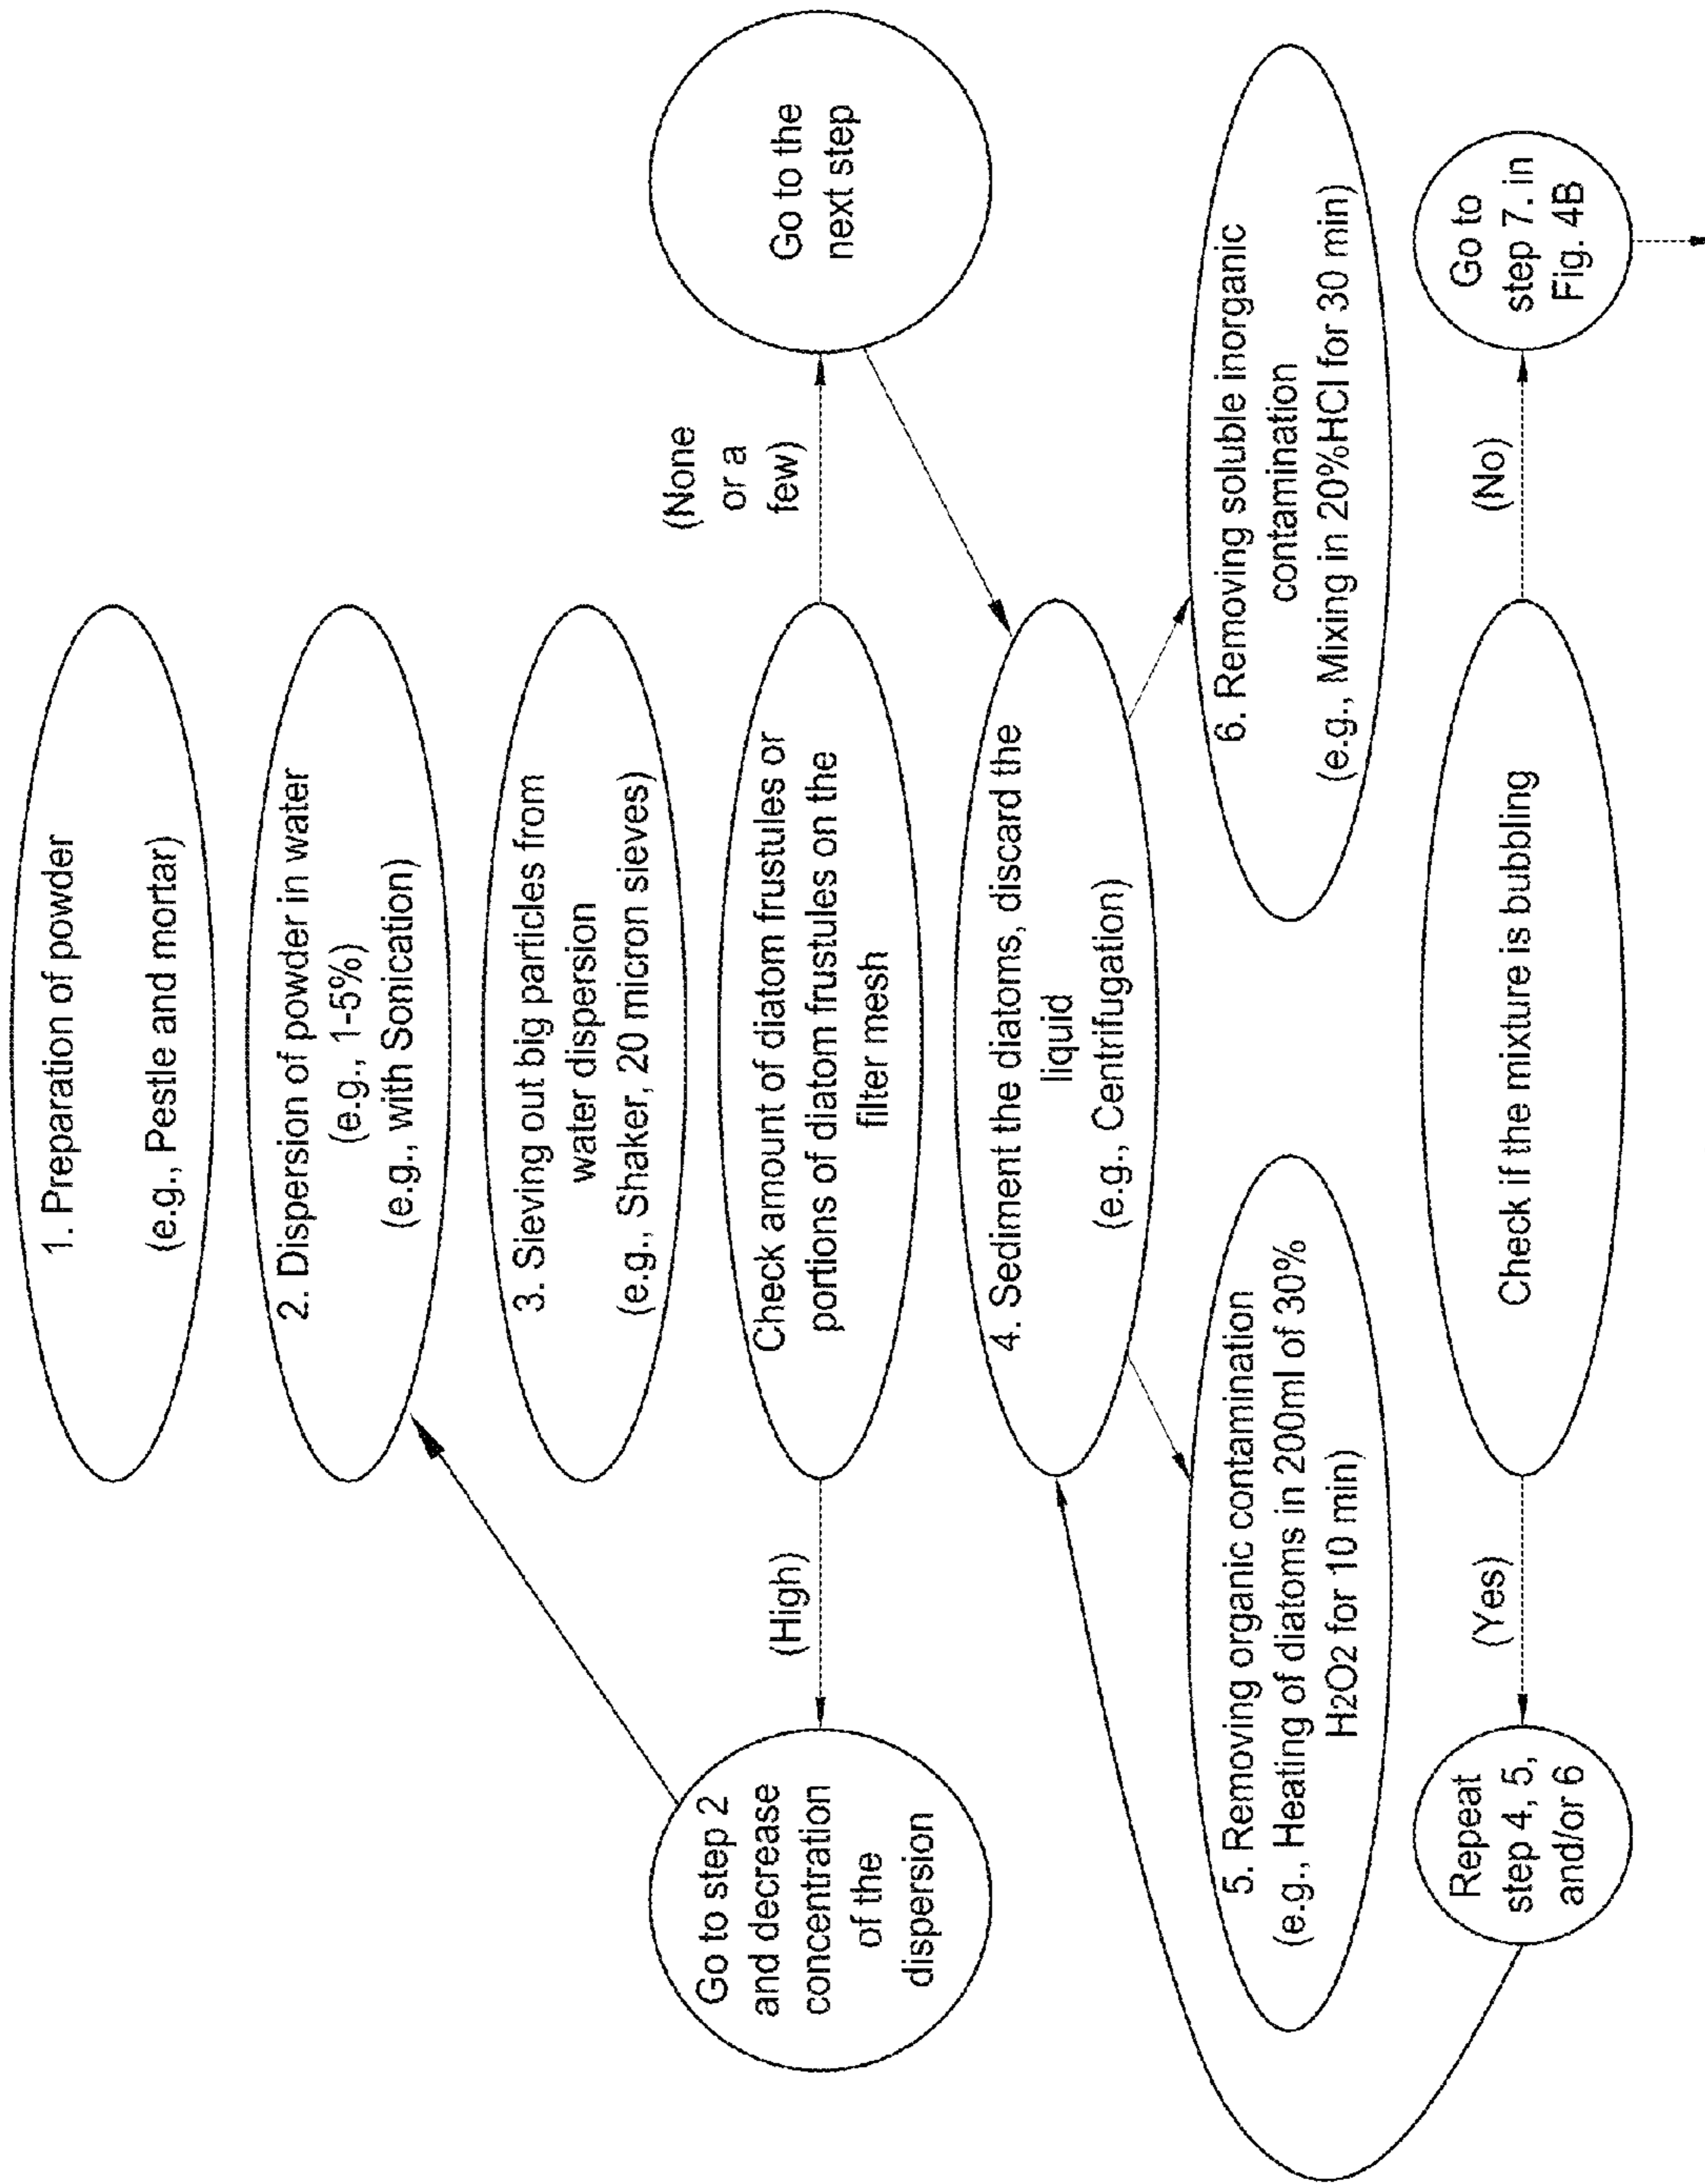 1. Preparation of powder
(e.g., Pestle and mortar)
2. Dispersion of powder in water
(e.g., 1-5%)
(e.g., with Sonication)
3. Sieving out big particles from
water dispersion
(e.g., Shaker, 20 micron sieves)
Check amount of diatom frustules or
portions of diatom frustules on the
filter mesh
(High)
Go to step 2
and decrease
concentration
of the
dispersion
(None
or a
few)
Go to the
next step
4. Sediment the diatoms, discard the
liquid
(e.g., Centrifugation)
5. Removing organic contamination
(e.g., Heating of diatoms in 200ml of 30%
H2O2 for 10 min)
6. Removing soluble inorganic
contamination
(e.g., Mixing in 20%HCl for 30 min)
Check if the mixture is bubbling
(Yes)
Repeat
step 4, 5,
and/or 6
(No)
Go to
step 7. in
Fig. 4B